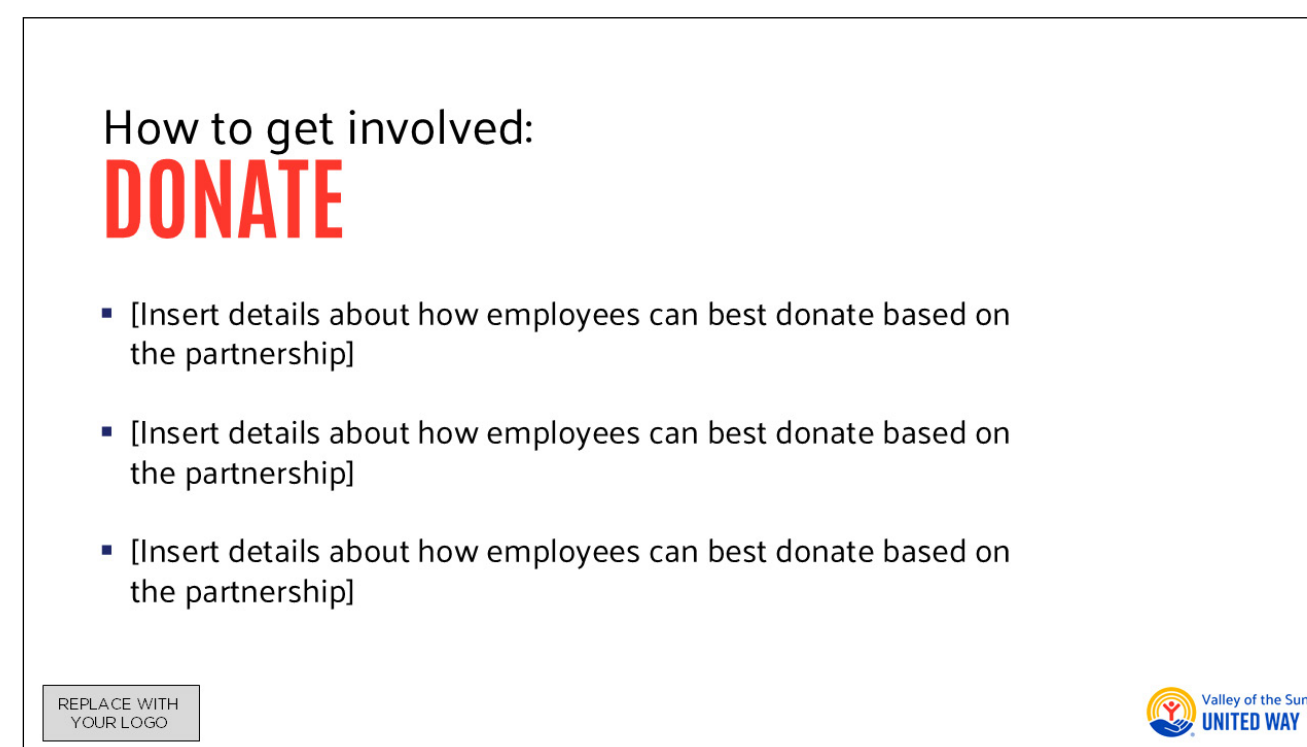 How to get involved:
DONATE
▪ [Insert details about how employees can best donate based on
the partnership]
▪ [Insert details about how employees can best donate based on
the partnership]
▪ [Insert details about how employees can best donate based on
the partnership]
REPLACE WITH
YOUR LOGO
Valley of the Sun
UNITED WAY